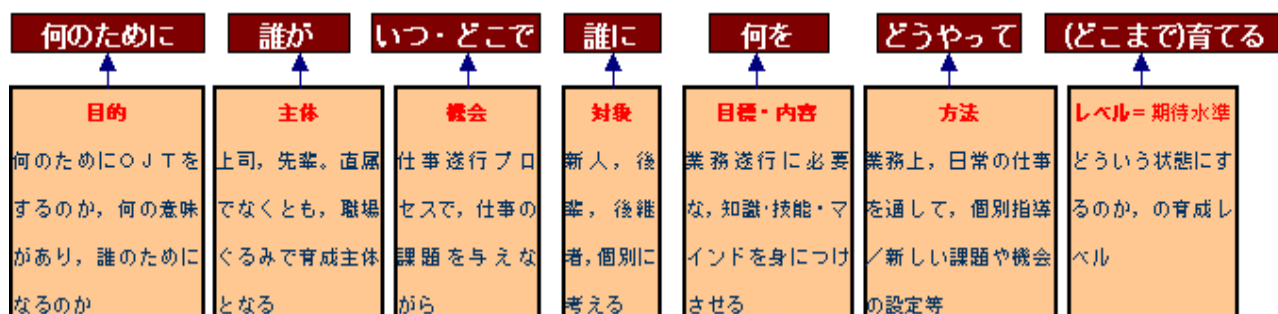 何のために
誰が
いつ・どこで
誰に
何を
どうやって
(どこまで)育てる
目的
何のためにＯＪＴを
するのか，何の意味
があり，誰のために
なるのか
主体
上司，先輩。直属
でなくとも，職場
ぐるみで育成主体
となる
機会
仕事遂行プロ
セスで，仕事の
課題を与えな
がら
対象
新人，後
輩，後継
者，個別に
考える
目標・内容
業務遂行に必要
な，知識・技能・マ
インドを身につけ
させる
方法
業務上，日常の仕事
を通して，個別指導
／新しい課題や機会
の設定等
レベル＝期待水準
どういう状態にす
るのか，の育成レ
ベル